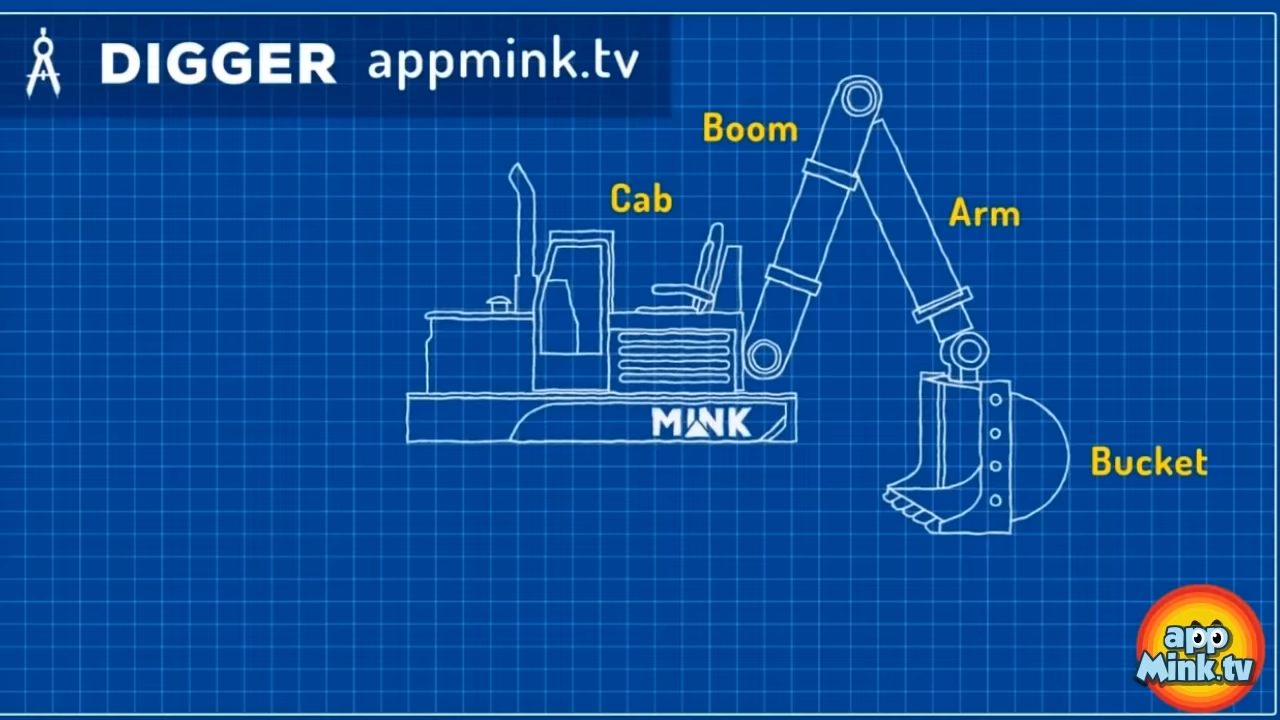 DIGGER appmink.tv
Boom
Cab
Arm
MINK
Bucket
app
Mink.tv